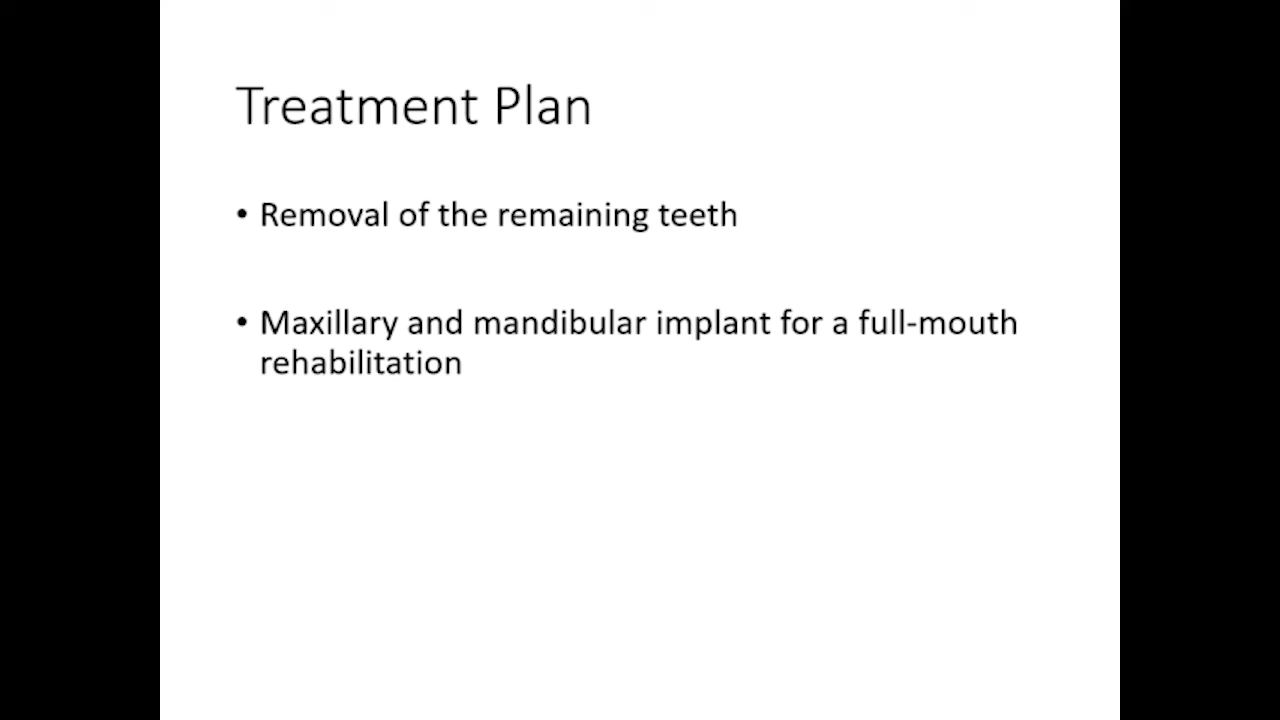 Treatment Plan
• Removal of the remaining teeth
• Maxillary and mandibular implant for a full-mouth
rehabilitation